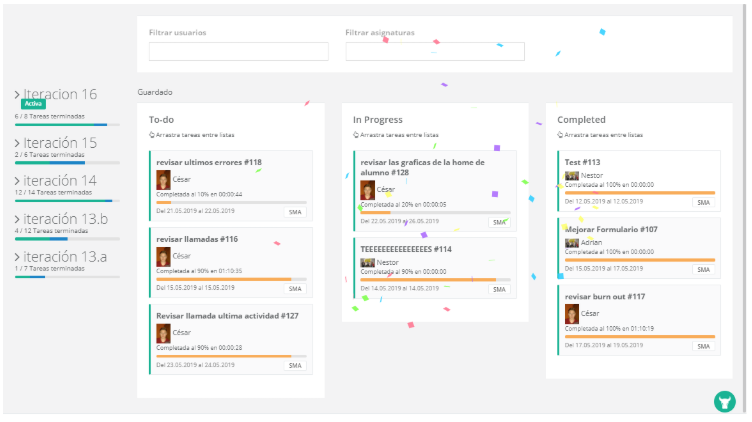 Filtrar usuarios
Filtrar asignaturas
Iteracion 16
Activa
6 / 8 Tareas terminadas
Iteración 15
2 / 6 Tareas terminadas
iteración 14
12 / 14 Tareas terminadas
iteración 13.b
4 / 12 Tareas terminadas
iteración 13.a
1 / 7 Tareas terminadas
Guardado
To-do
Arrastra tareas entre listas
revisar ultimos errores #118
César
Completada al 10% en 00:00:44
Del 21.05.2019 al 22.05.2019
SMA
revisar llamadas #116
César
Completada al 90% en 01:10:35
Del 15.05.2019 al 15.05.2019
SMA
Revisar llamada ultima actividad #127
César
Completada al 90% en 00:00:28
Del 23.05.2019 al 24.05.2019
SMA
In Progress
Arrastra tareas entre listas
revisar las graficas de la home de
alumno #128
César
Completada al 20% en 00:00:05
Del 22.05.2019 al 26.05.2019
SMA
TEEEEEEEEEEEEEEES #114
Nestor
Completada al 90% en 00:00:00
Del 14.05.2019 al 14.05.2019
SMA
Completed
Arrastra tareas entre listas
Test #113
Nestor
Completada al 100% en 00:00:00
Del 12.05.2019 al 12.05.2019
SMA
Mejorar Formulario #107
Adrian
Completada al 100% en 00:00:00
Del 15.05.2019 al 17.05.2019
SMA
revisar burn out #117
César
Completada al 100% en 01:10:19
Del 17.05.2019 al 19.05.2019
SMA